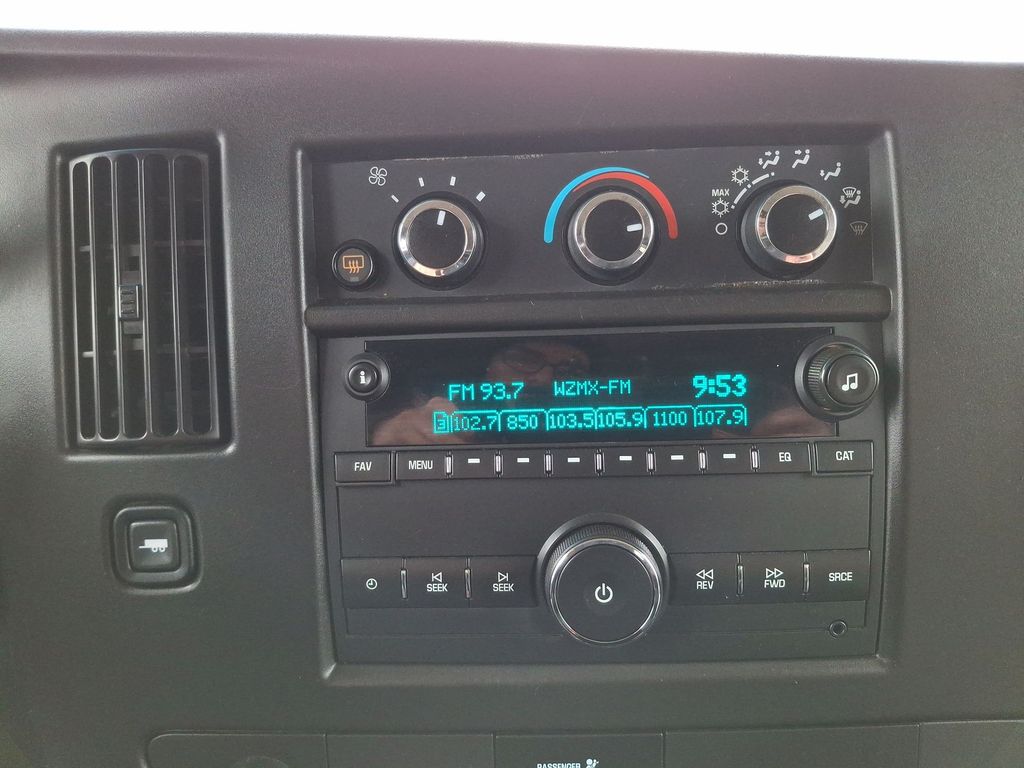 MAX
FM 93.7 WZMX-FM 9:53
3 102.7 850 103.5 105.9 1100 107.9
i
FAV MENU EQ CAT
SEEK SEEK REV FWD SRCE
PASSENGER